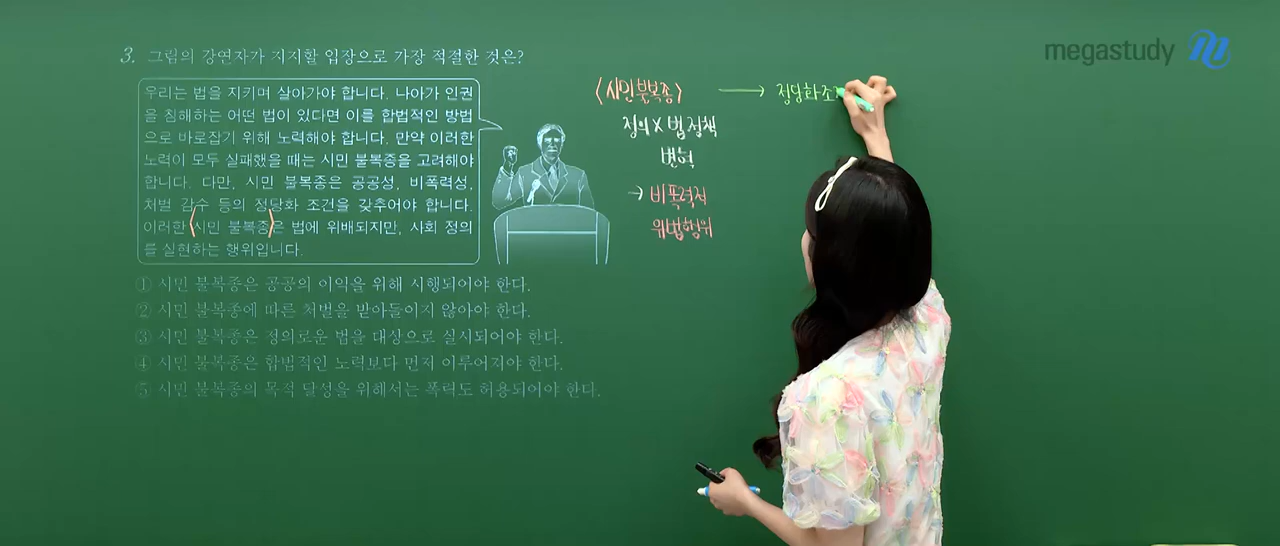 megastudy
3. 그림의 강연자가 지지할 입장으로 가장 적절한 것은?
우리는 법을 지키며 살아가야 합니다. 나아가 인권
을 침해하는 어떤 법이 있다면 이를 합법적인 방법
으로 바로잡기 위해 노력해야 합니다. 만약 이러한
노력이 모두 실패했을 때는 시민 불복종을 고려해야
합니다. 다만, 시민 불복종은 공공성, 비폭력성,
처벌 감수 등의 정당화 조건을 갖추어야 합니다.
이러한 〈시민 불복종〉은 법에 위배되지만, 사회 정의
를 실현하는 행위입니다.
① 시민 불복종은 공공의 이익을 위해 시행되어야 한다.
② 시민 불복종에 따른 처벌을 받아들이지 않아야 한다.
③ 시민 불복종은 정의로운 법을 대상으로 실시되어야 한다.
④ 시민 불복종은 합법적인 노력보다 먼저 이루어져야 한다.
⑤ 시민 불복종의 목적 달성을 위해서는 폭력도 허용되어야 한다.
〈시민불복종〉 → 정당화조
정의 X 법 정책
변혁
→ 비폭력적
위법행위